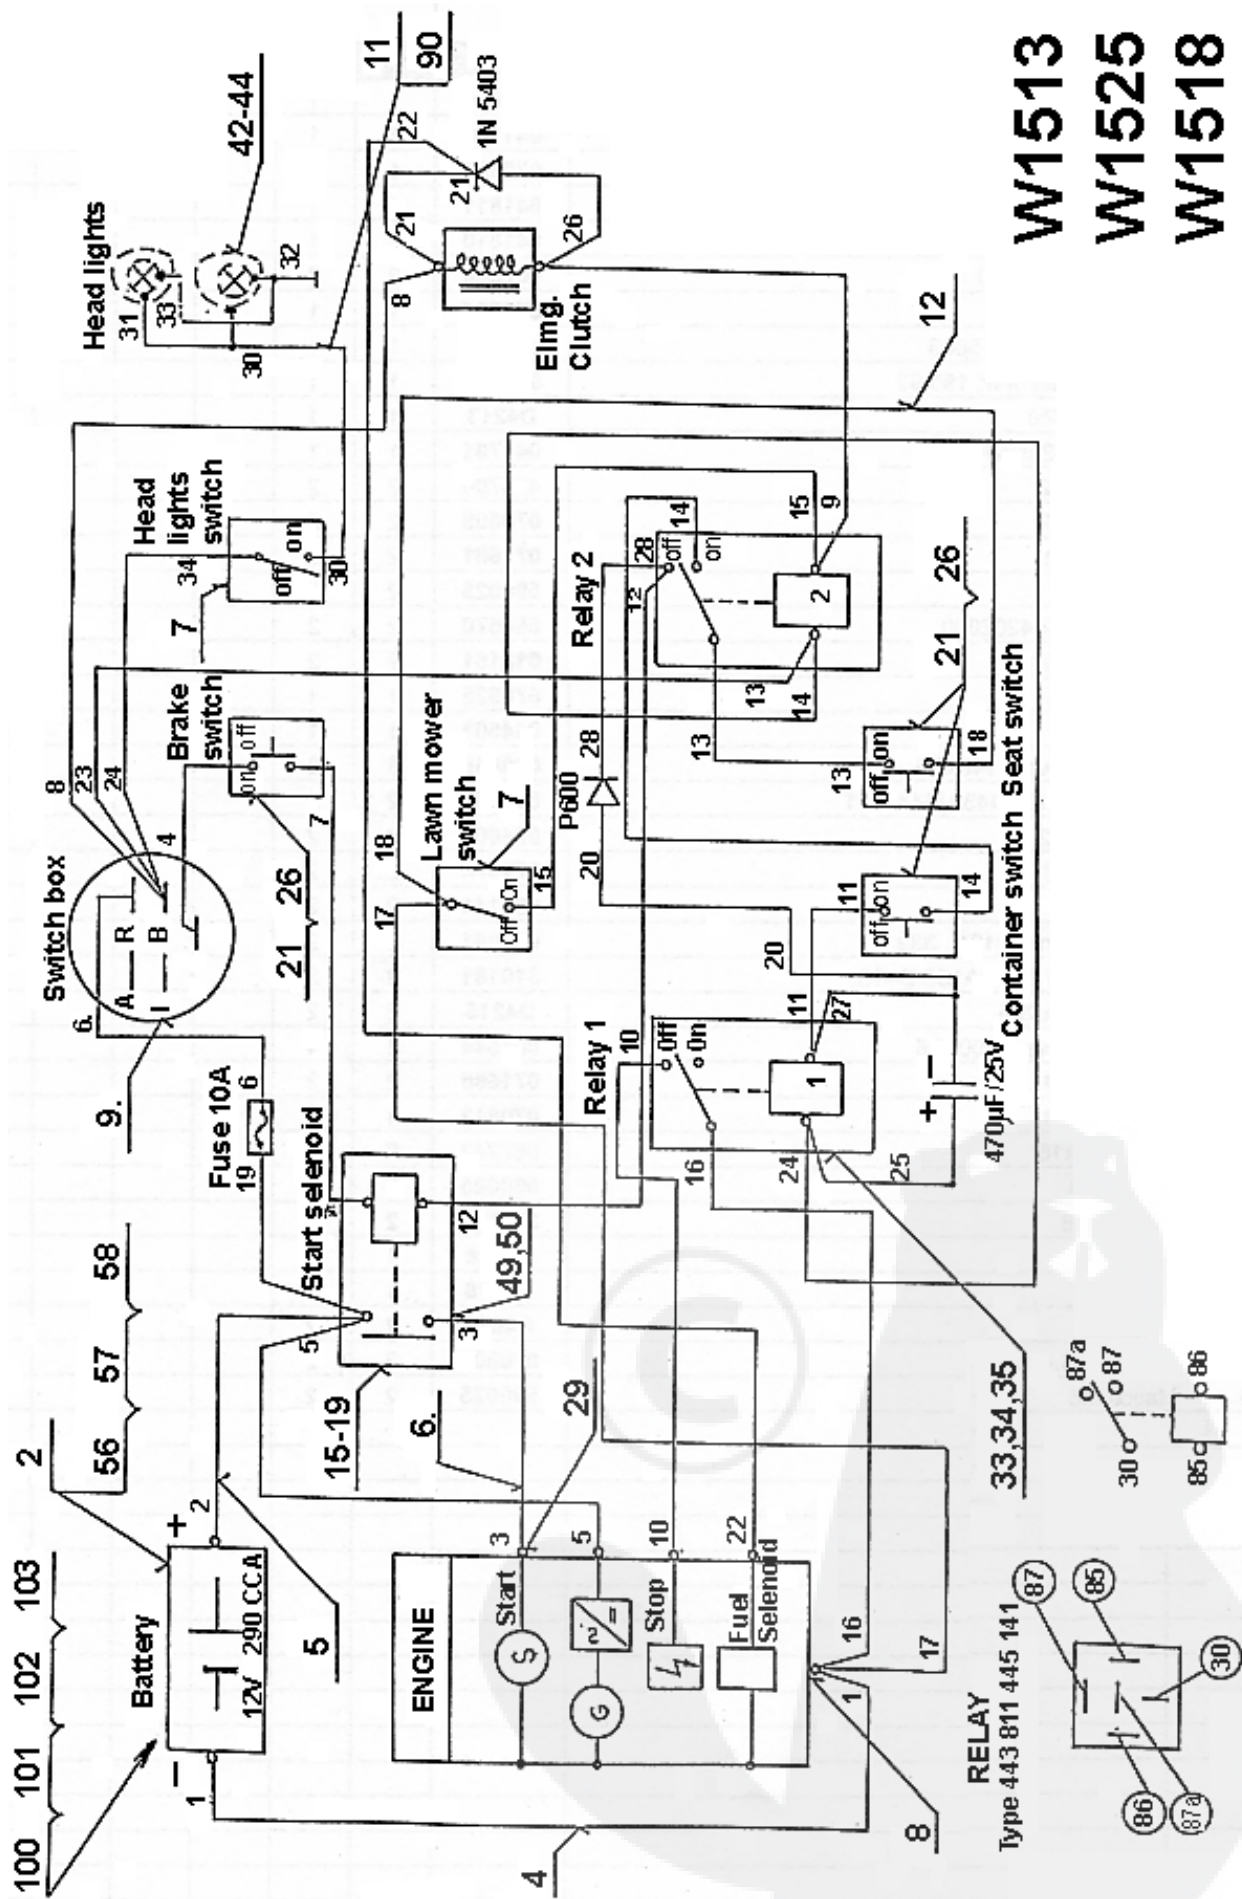 100 101 102 103
2
56 57 58
9.
Battery
12V 290 CCA
−
+
1
2
5
4
Switch box
A R
I B
6.
8
23
24
4
Fuse 10A
19
6
Start selenoid
5
3
12
15-19
49,50
6.
29
Brake switch
on
off
7
21 26
7
Head lights switch
34
off
on
30
Head lights
31
33
30
32
42-44
11
90
22
21
21
26
1N 5403
8
Elmg. Clutch
Lawn mower switch
18
17
Off
On
15
7
P600
20
28
Relay 1
10
16
Off
On
1
11
27
24
25
20
+
−
470µF/25V
33,34,35
Relay 2
12
28
off
on
14
2
15
9
13
14
13
Container switch
11
off
on
14
Seat switch
13
off
on
18
21 26
12
ENGINE
Start
3
S
G
5
Stop
10
Fuel Selenoid
22
1
16
17
8
RELAY
Type 443 811 445 141
87
85
86
87a
30
87a
87
30
85
86
W1513
W1525
W1518
©